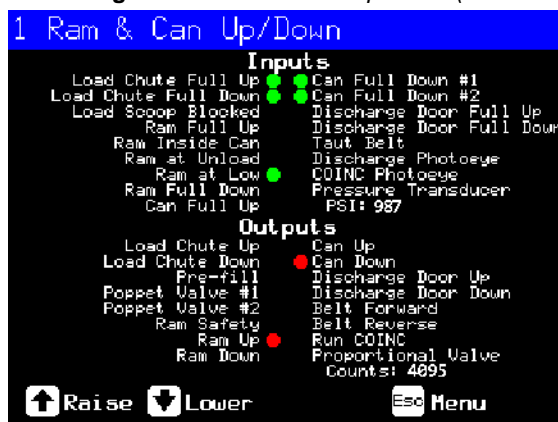 1 Ram & Can Up/Down
Inputs
Load Chute Full Up Can Full Down #1
Load Chute Full Down Can Full Down #2
Load Scoop Blocked Discharge Door Full Up
Ram Full Up Discharge Door Full Down
Ram Inside Can Taut Belt
Ram at Unload Discharge Photoeye
Ram at Low COINC Photoeye
Ram Full Down Pressure Transducer
Can Full Up PSI: 987
Outputs
Load Chute Up Can Up
Load Chute Down Can Down
Pre-fill Discharge Door Up
Poppet Valve #1 Discharge Door Down
Poppet Valve #2 Belt Forward
Ram Safety Belt Reverse
Ram Up Run COINC
Ram Down Proportional Valve
Counts: 4095
Raise Lower Esc Menu